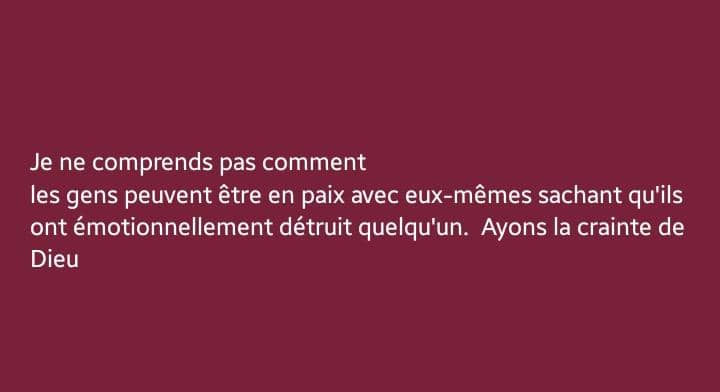 Je ne comprends pas comment
les gens peuvent être en paix avec eux-mêmes sachant qu'ils
ont émotionnellement détruit quelqu'un.  Ayons la crainte de
Dieu